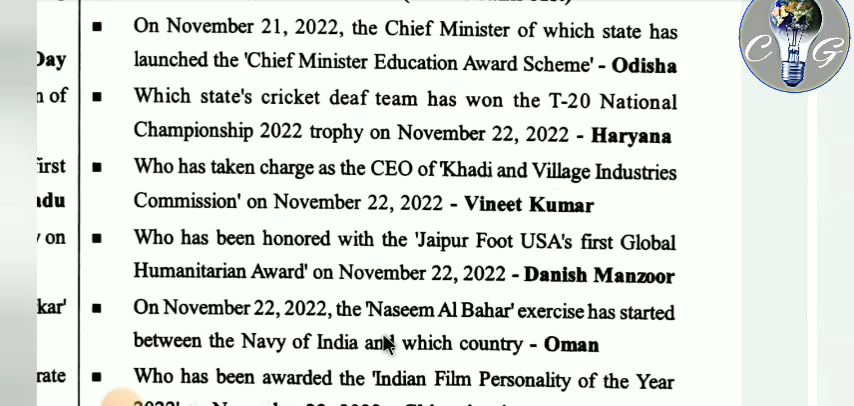 Day
n of
first
adu
y on
kar'
rate
■ On November 21, 2022, the Chief Minister of which state has
launched the 'Chief Minister Education Award Scheme' - Odisha
■ Which state's cricket deaf team has won the T-20 National
Championship 2022 trophy on November 22, 2022 - Haryana
■ Who has taken charge as the CEO of 'Khadi and Village Industries
Commission' on November 22, 2022 - Vineet Kumar
■ Who has been honored with the 'Jaipur Foot USA's first Global
Humanitarian Award' on November 22, 2022 - Danish Manzoor
■ On November 22, 2022, the 'Naseem Al Bahar' exercise has started
between the Navy of India and which country - Oman
■ Who has been awarded the 'Indian Film Personality of the Year
C G